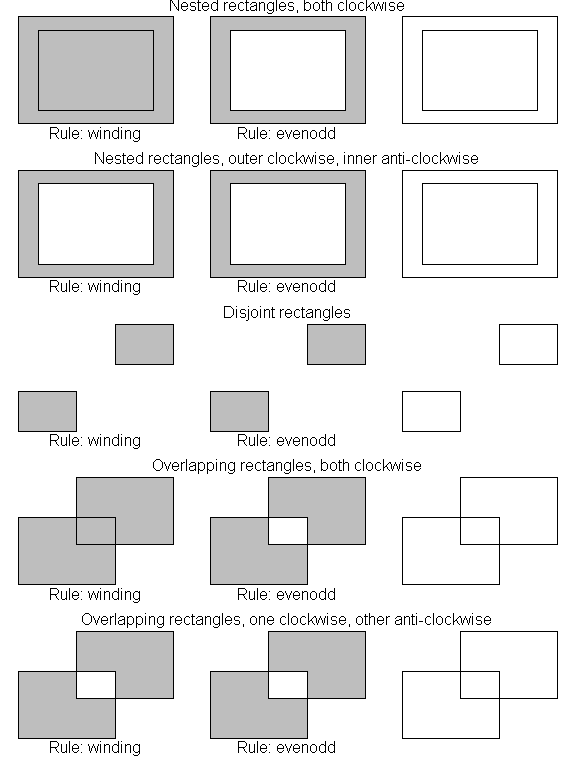 Nested rectangles, both clockwise
Rule: winding Rule: evenodd
Nested rectangles, outer clockwise, inner anti-clockwise
Rule: winding Rule: evenodd
Disjoint rectangles
Rule: winding Rule: evenodd
Overlapping rectangles, both clockwise
Rule: winding Rule: evenodd
Overlapping rectangles, one clockwise, other anti-clockwise
Rule: winding Rule: evenodd